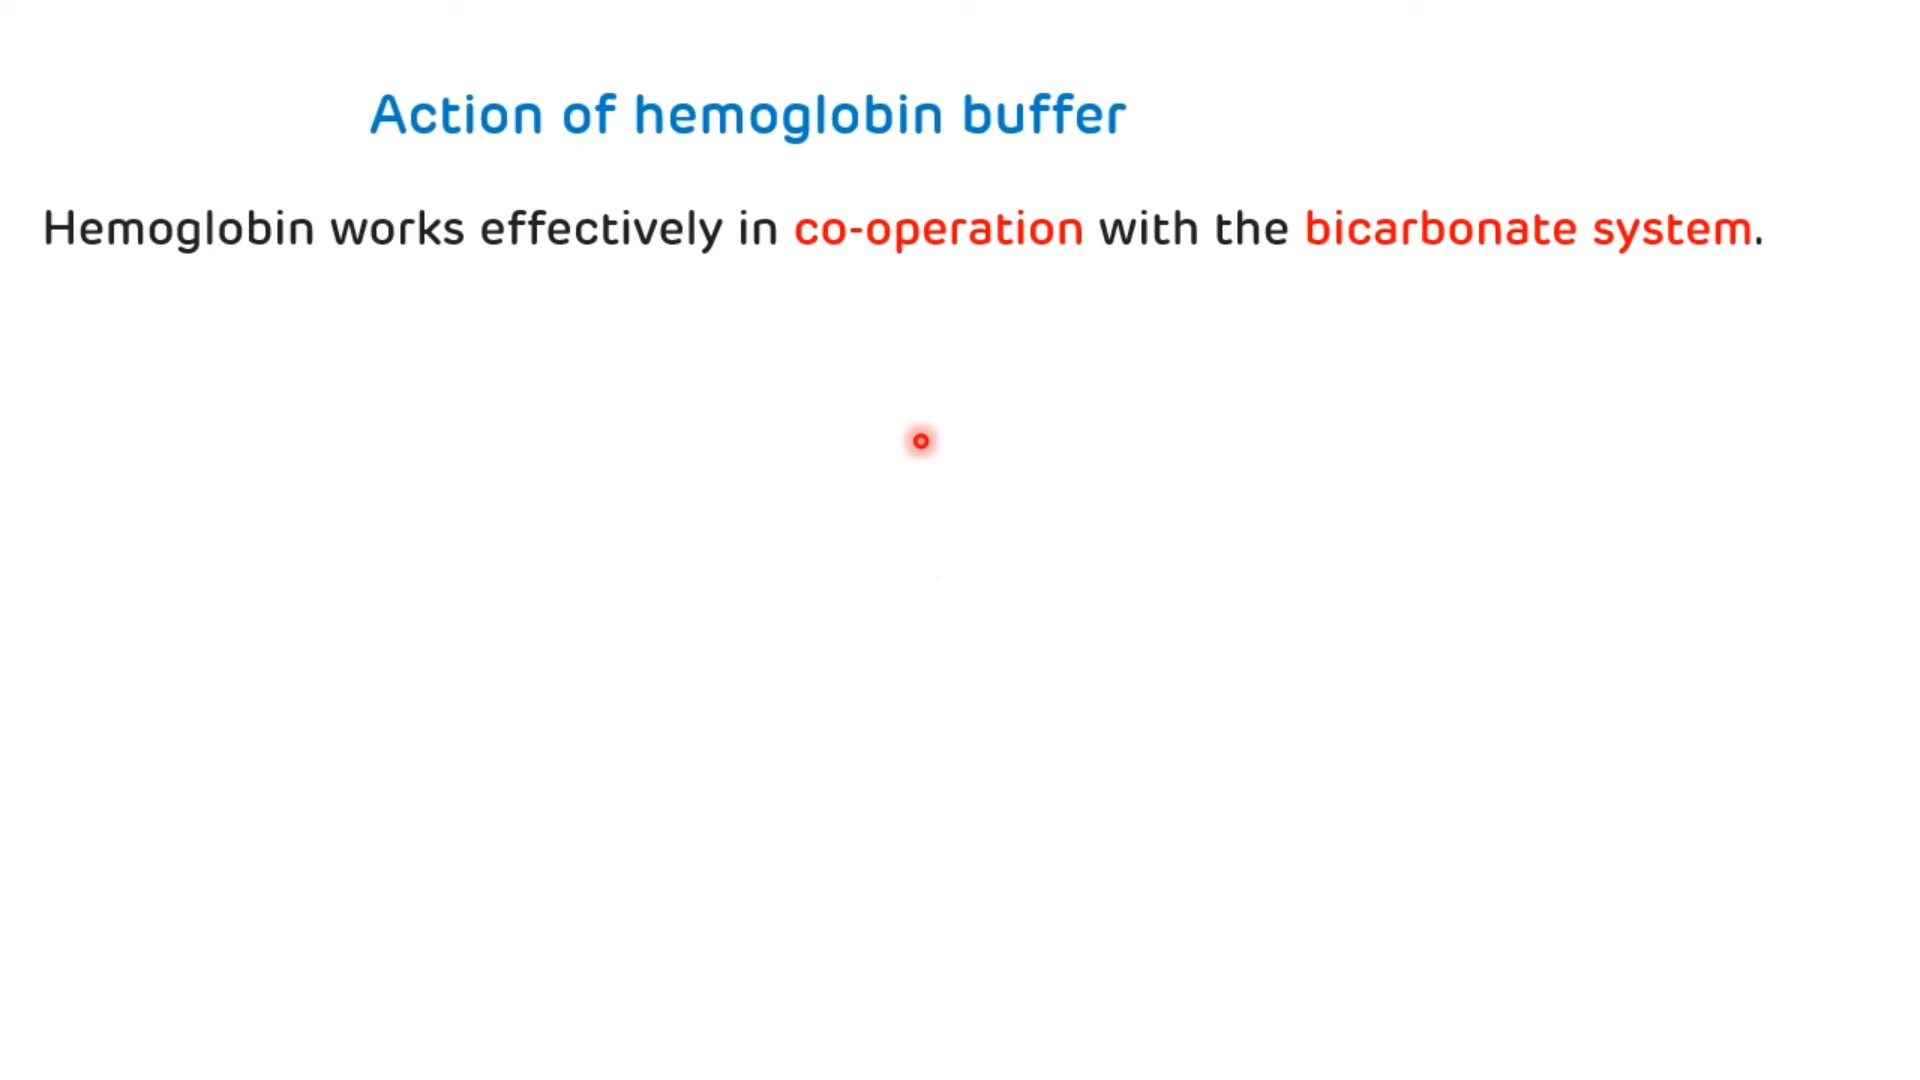 Action of hemoglobin buffer
Hemoglobin works effectively in co-operation with the bicarbonate system.